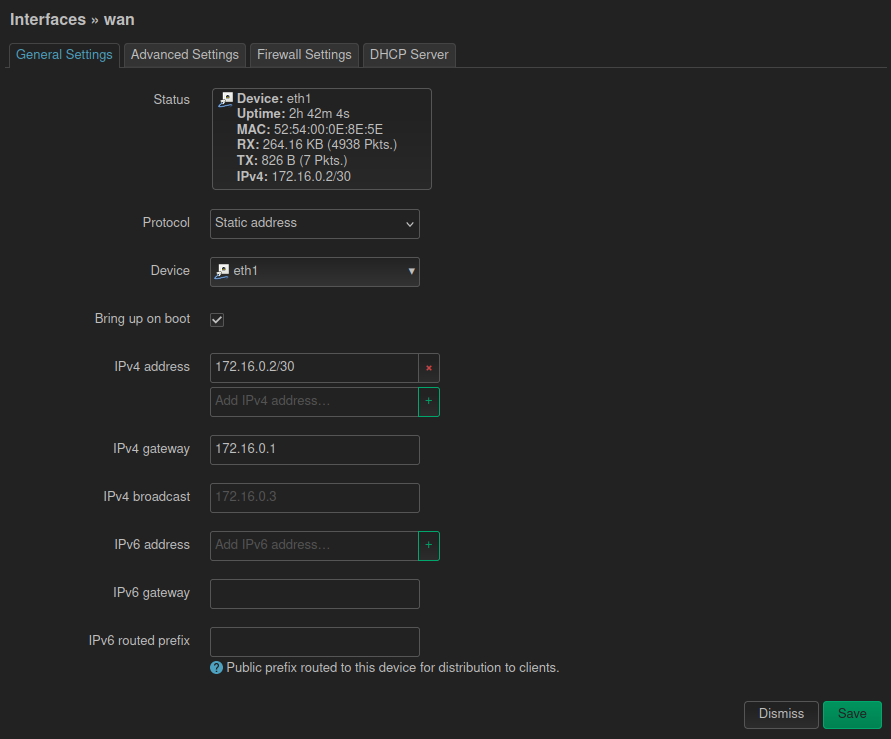 Interfaces » wan
General Settings
Advanced Settings
Firewall Settings
DHCP Server
Status
Device: eth1
Uptime: 2h 42m 4s
MAC: 52:54:00:0E:8E:5E
RX: 264.16 KB (4938 Pkts.)
TX: 826 B (7 Pkts.)
IPv4: 172.16.0.2/30
Protocol
Static address
Device
eth1
Bring up on boot
IPv4 address
172.16.0.2/30
×
Add IPv4 address…
+
IPv4 gateway
172.16.0.1
IPv4 broadcast
172.16.0.3
IPv6 address
Add IPv6 address…
+
IPv6 gateway
IPv6 routed prefix
? Public prefix routed to this device for distribution to clients.
Dismiss
Save